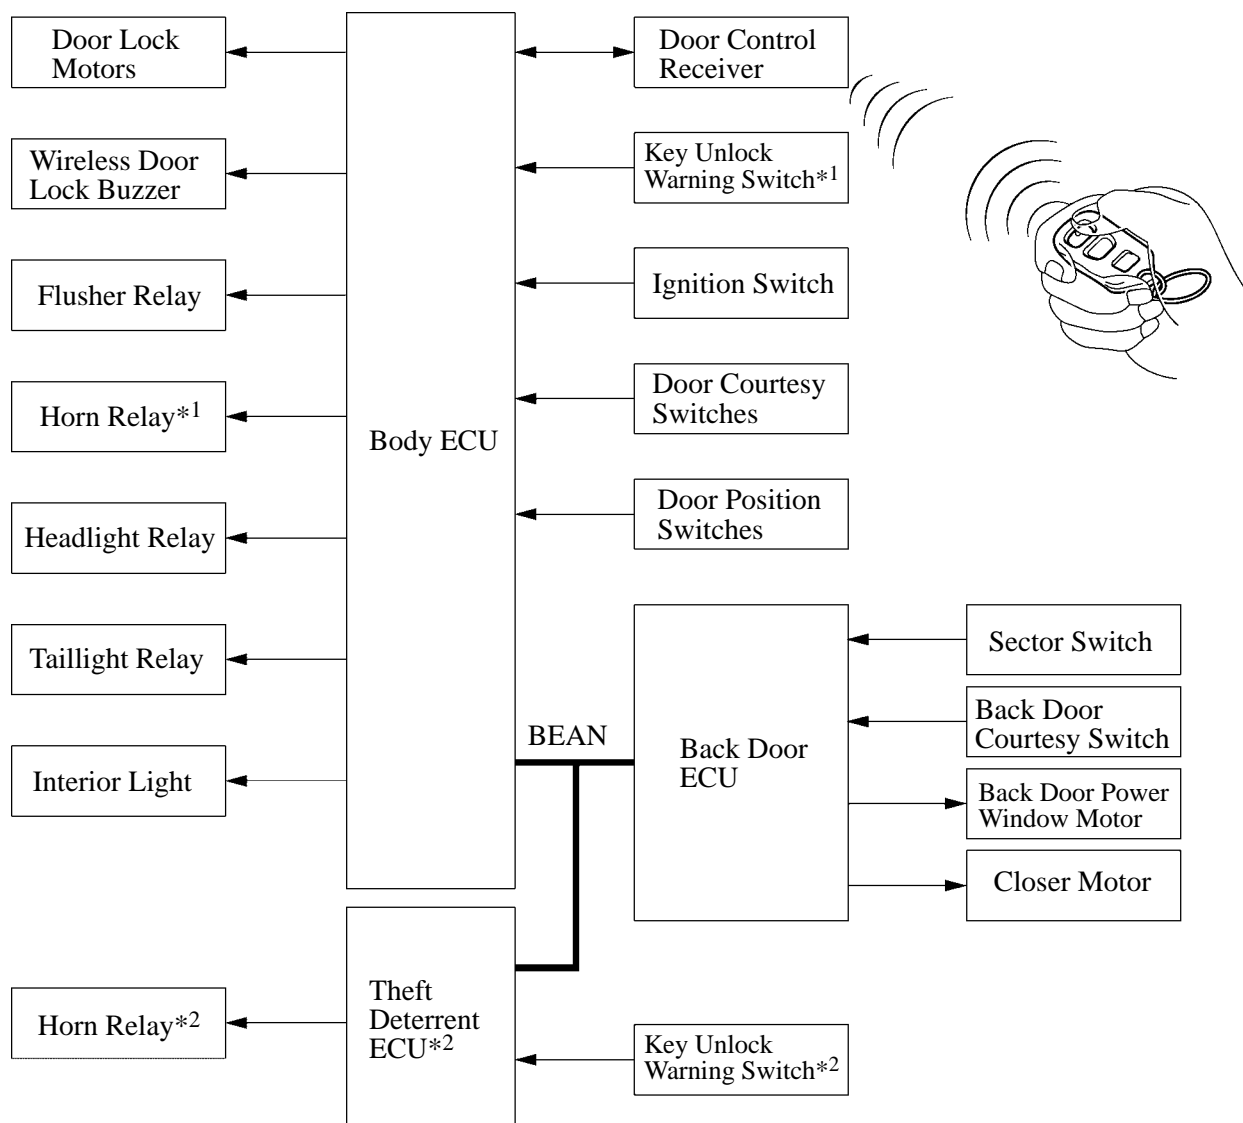 Door Lock
Motors
Door Control
Receiver
Wireless Door
Lock Buzzer
Key Unlock
Warning Switch*1
Flusher Relay
Ignition Switch
Horn Relay*1
Door Courtesy
Switches
Body ECU
Headlight Relay
Door Position
Switches
Taillight Relay
Sector Switch
BEAN
Back Door
ECU
Back Door
Courtesy Switch
Interior Light
Back Door Power
Window Motor
Closer Motor
Horn Relay*2
Theft
Deterrent
ECU*2
Key Unlock
Warning Switch*2